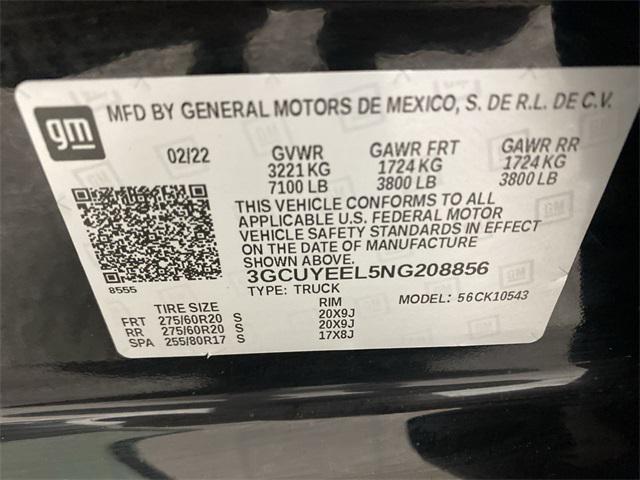 gm
MFD BY GENERAL MOTORS DE MEXICO, S. DE R.L. DE C.V.
02/22 GVWR GAWR FRT GAWR RR
3221 KG 1724 KG 1724 KG
7100 LB 3800 LB 3800 LB
THIS VEHICLE CONFORMS TO ALL
APPLICABLE U.S. FEDERAL MOTOR
VEHICLE SAFETY STANDARDS IN EFFECT
ON THE DATE OF MANUFACTURE
SHOWN ABOVE.
3GCUYEEL5NG208856
8555
TYPE: TRUCK MODEL: 56CK10543
TIRE SIZE RIM
FRT 275/60R20 S 20X9J
RR 275/60R20 S 20X9J
SPA 255/80R17 S 17X8J